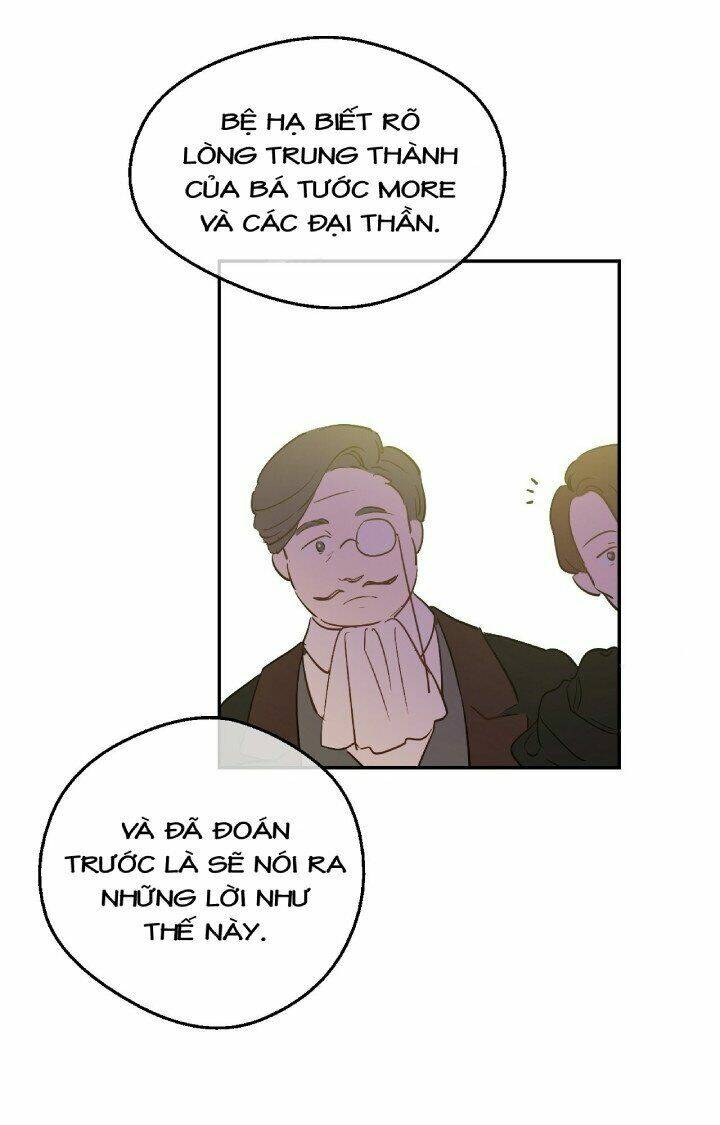 BỆ HẠ BIẾT RÕ
LÒNG TRUNG THÀNH
CỦA BÁ TƯỚC MORE
VÀ CÁC ĐẠI THẦN.
VÀ ĐÃ ĐOÁN
TRƯỚC LÀ SẼ NÓI RA
NHỮNG LỜI NHƯ
THẾ NÀY.